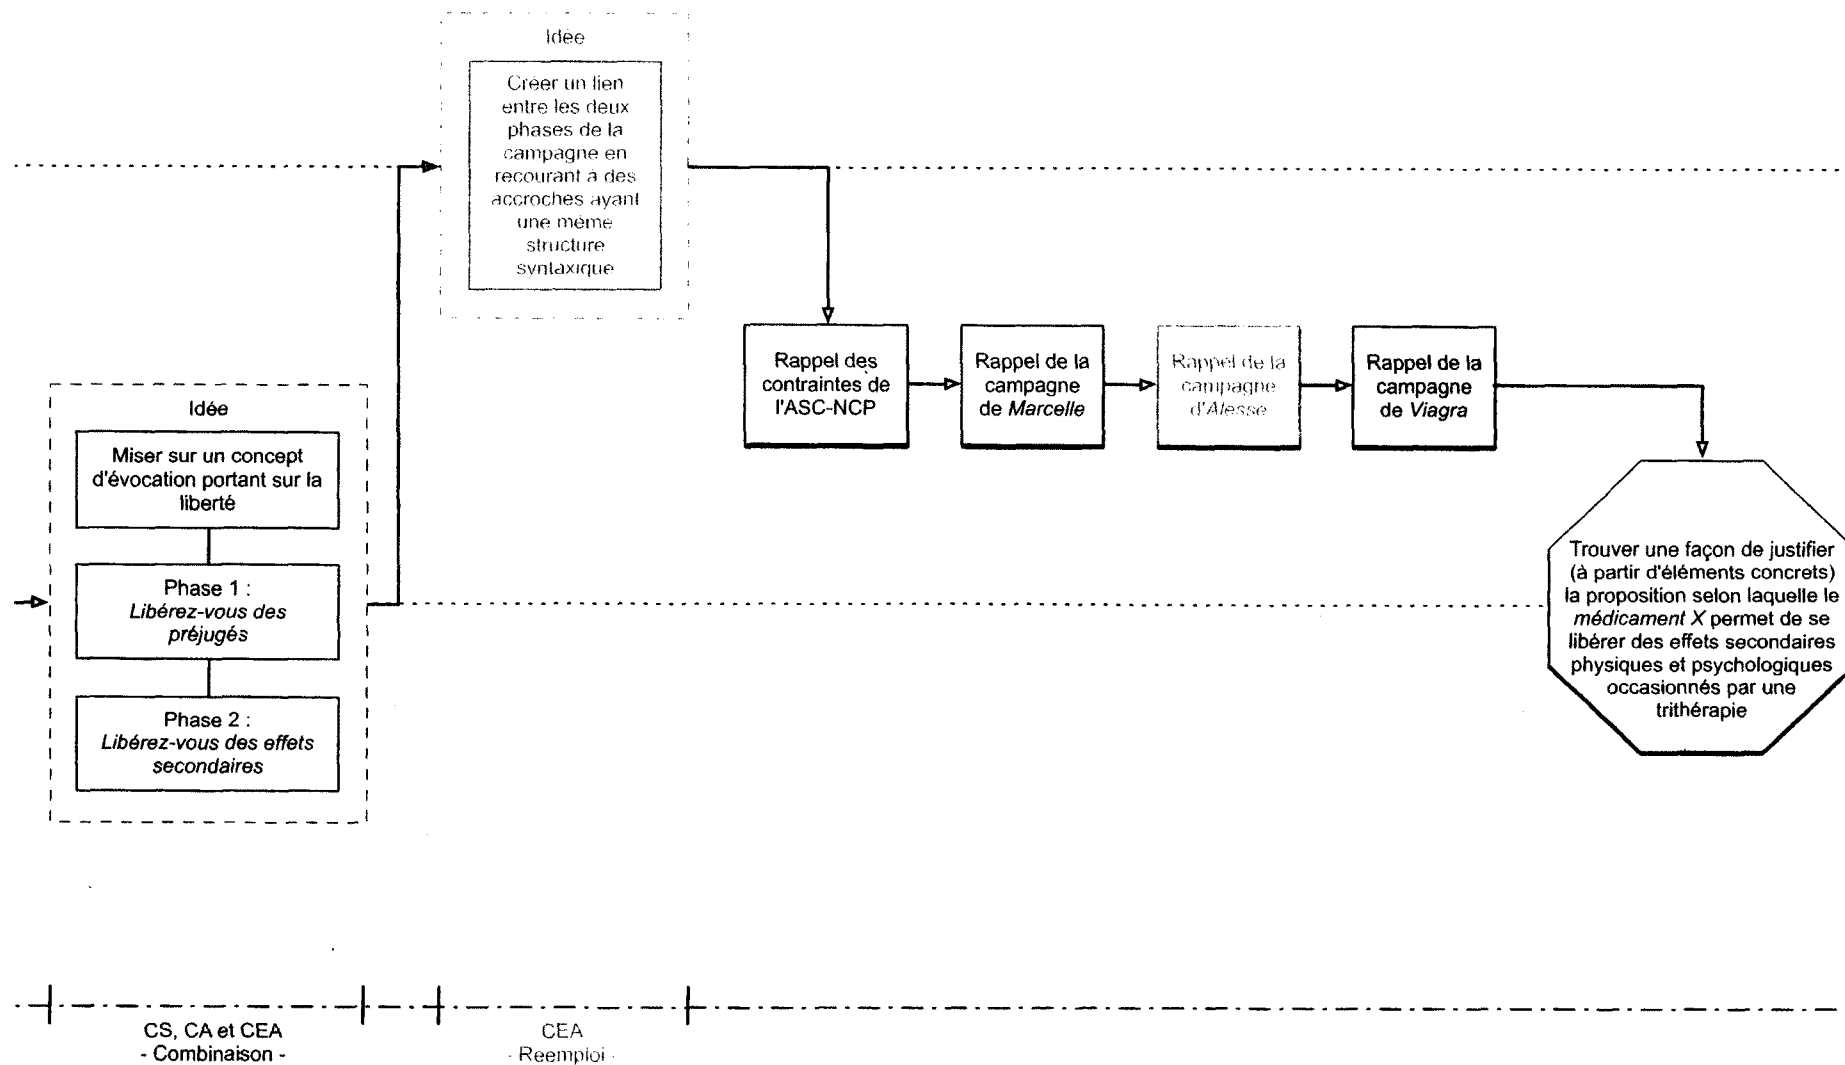 Idée
Créer un lien
entre les deux
phases de la
campagne en
recourant à des
accroches ayant
une même
structure
syntaxique
Rappel des
contraintes de
l'ASC-NCP
Rappel de la
campagne
de Marcelle
Rappel de la
campagne
d'Alesse
Rappel de la
campagne
de Viagra
Idée
Miser sur un concept
d'évocation portant sur la
liberté
Phase 1 :
Libérez-vous des
préjugés
Phase 2 :
Libérez-vous des effets
secondaires
Trouver une façon de justifier
(à partir d'éléments concrets)
la proposition selon laquelle le
médicament X permet de se
libérer des effets secondaires
physiques et psychologiques
occasionnés par une
trithérapie
CS, CA et CEA
- Combinaison -
CEA
- Reemploi -